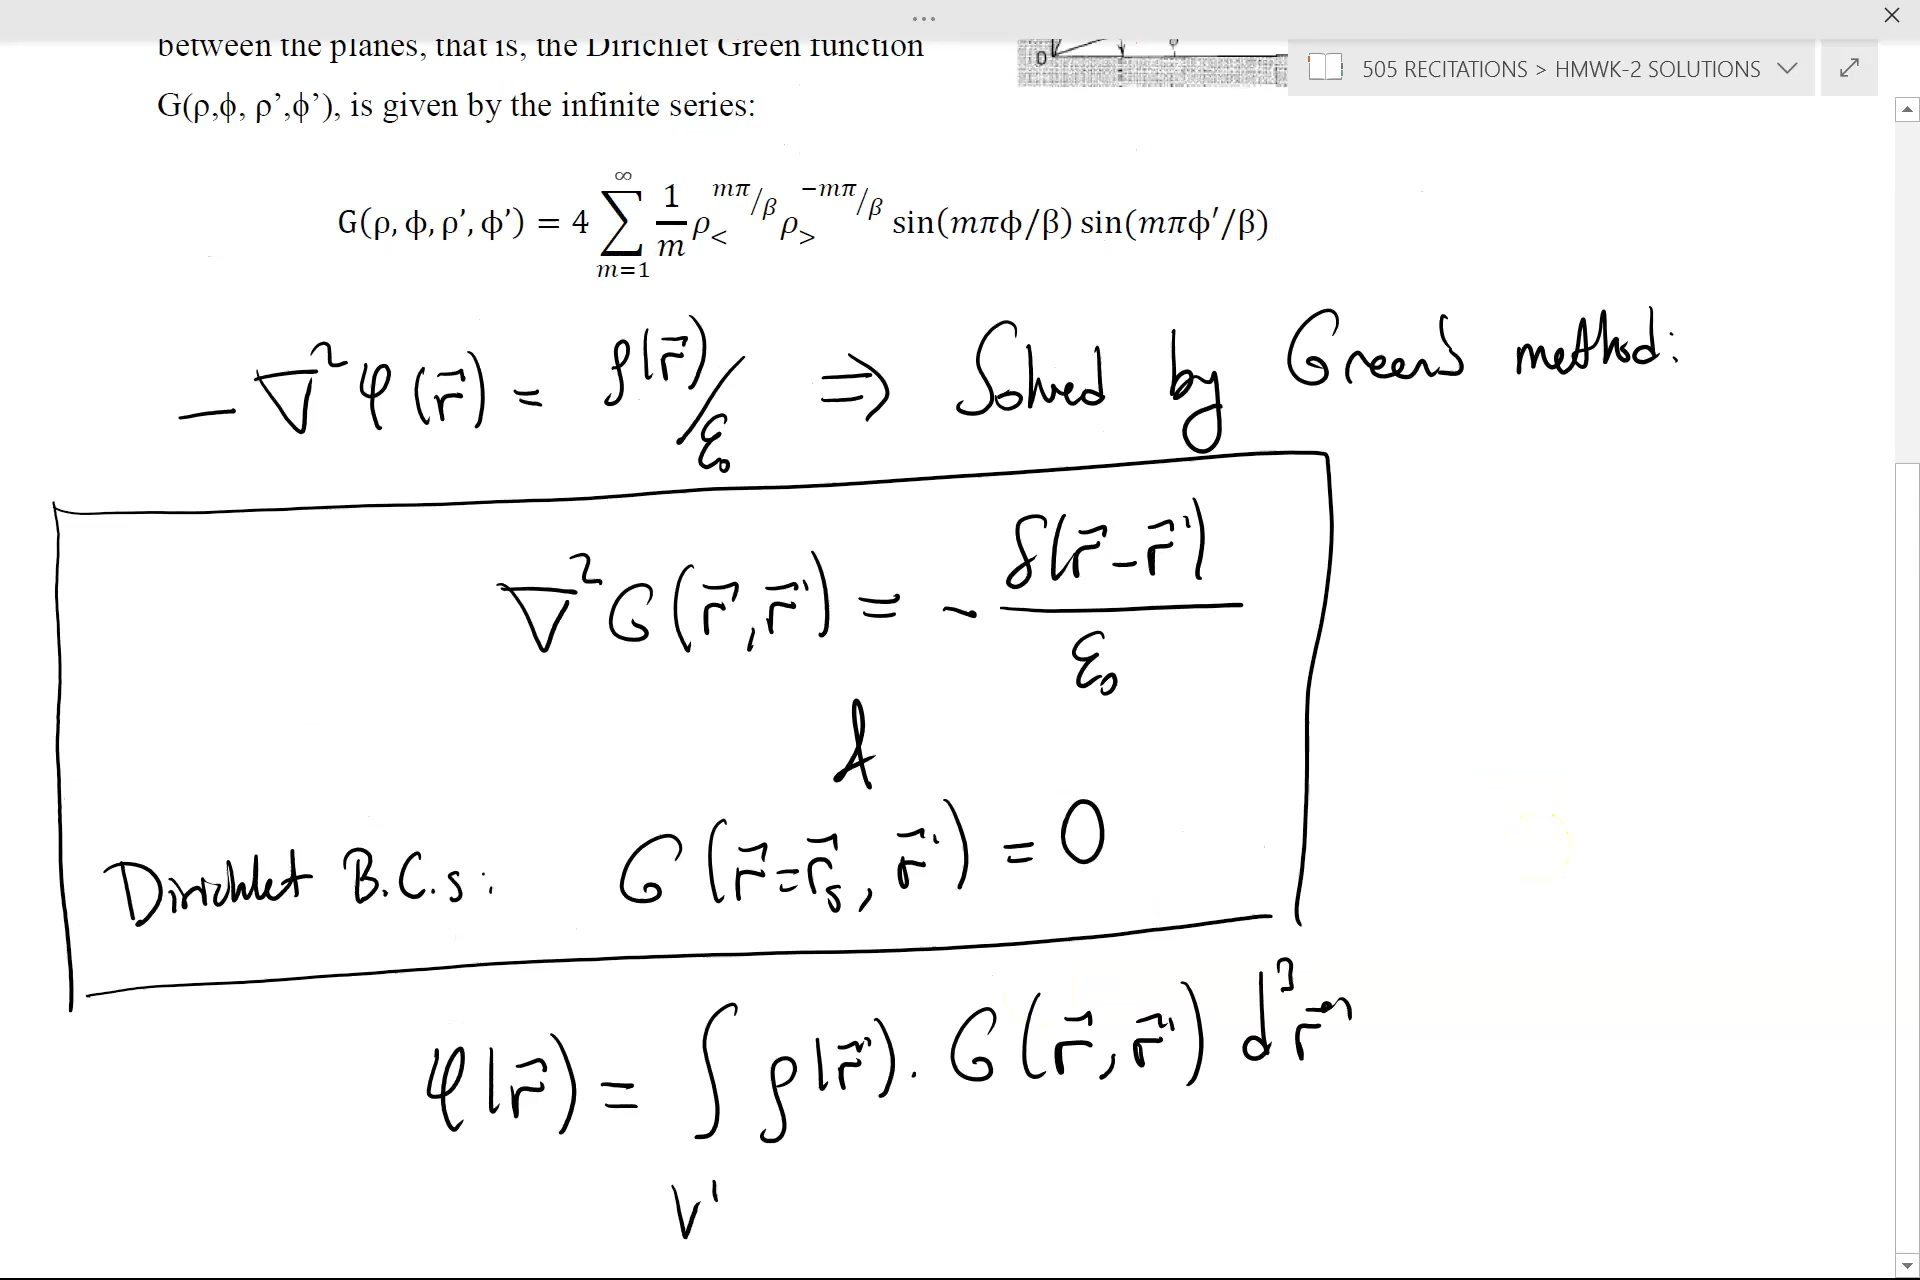 between the planes, that is, the Dirichlet Green function
505 RECITATIONS > HMWK-2 SOLUTIONS
G(ρ,ϕ, ρ’,ϕ’), is given by the infinite series:
G(ρ, ϕ, ρ’, ϕ’) = 4 ∑_{m=1}^{∞} 1/m ρ_<^{mπ/β} ρ_>^{−mπ/β} sin(mπϕ/β) sin(mπϕ′/β)
−∇²φ(r⃗) = ρ(r⃗)/ε₀ ⇒ Solved by Green's method:
∇²G(r⃗, r⃗') = − δ(r⃗ − r⃗')/ε₀
&
Dirichlet B.C.s: G(r⃗=r⃗s, r⃗') = 0
φ(r⃗) = ∫ ρ(r⃗'). G(r⃗, r⃗') d³r⃗'
V'